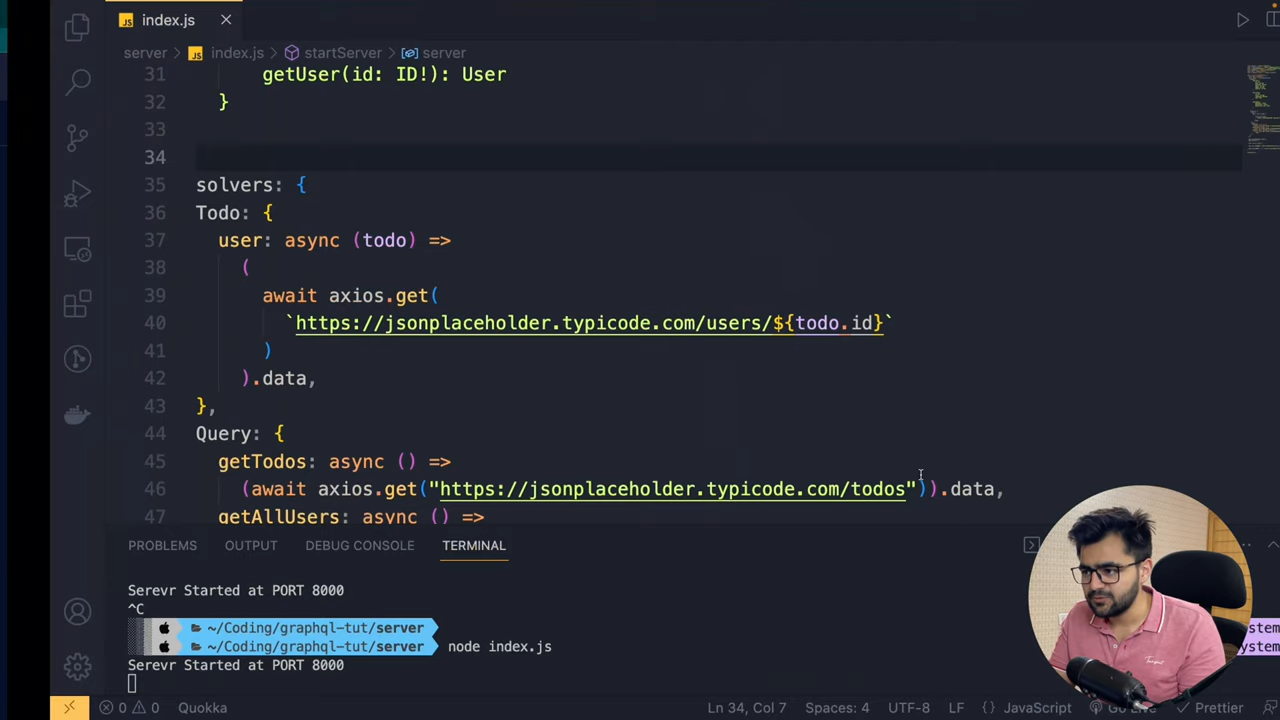 index.js
server > index.js > startServer > server
31 getUser(id: ID!): User
32 }
33
34
35 solvers: {
36 Todo: {
37 user: async (todo) =>
38 (
39 await axios.get(
40 `https://jsonplaceholder.typicode.com/users/${todo.id}`
41 )
42 ).data,
43 },
44 Query: {
45 getTodos: async () =>
46 (await axios.get("https://jsonplaceholder.typicode.com/todos")).data,
47 getAllUsers: async () =>
PROBLEMS OUTPUT DEBUG CONSOLE TERMINAL
Serevr Started at PORT 8000
^C
~/Coding/graphql-tut/server
~/Coding/graphql-tut/server node index.js
Serevr Started at PORT 8000
0 0 Quokka Ln 34, Col 7 Spaces: 4 UTF-8 LF {} JavaScript Go Live Prettier